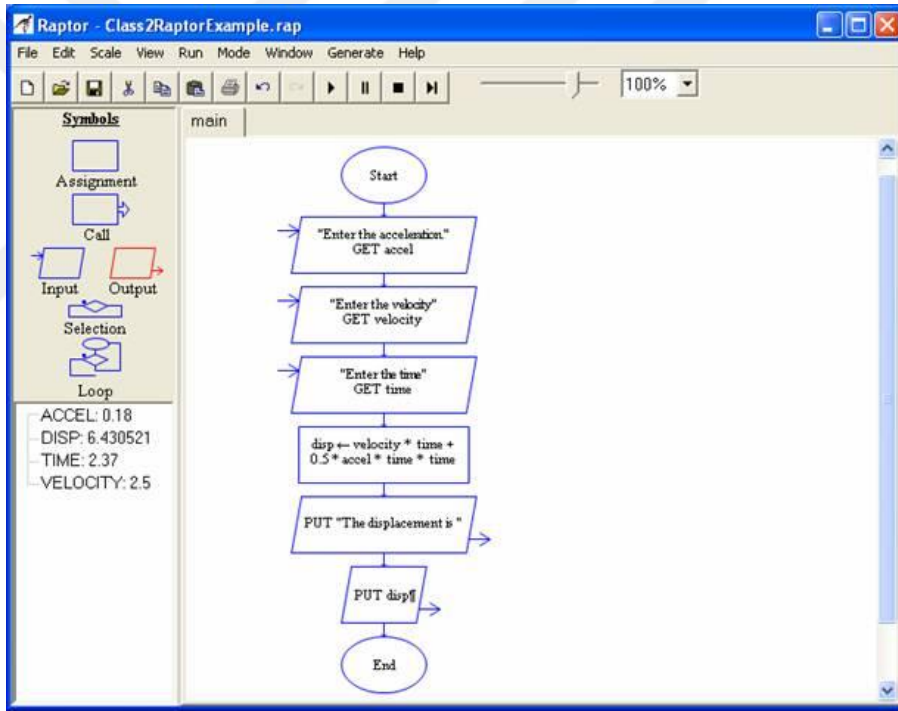 Raptor - Class2RaptorExample.rap
File Edit Scale View Run Mode Window Generate Help
100%
Symbols
Assignment
Call
Input Output
Selection
Loop
ACCEL: 0.18
DISP: 6.430521
TIME: 2.37
VELOCITY: 2.5
main
Start
"Enter the acceleration."
GET accel
"Enter the velocity"
GET velocity
"Enter the time"
GET time
disp ← velocity * time +
0.5 * accel * time * time
PUT "The displacement is "
PUT disp¶
End